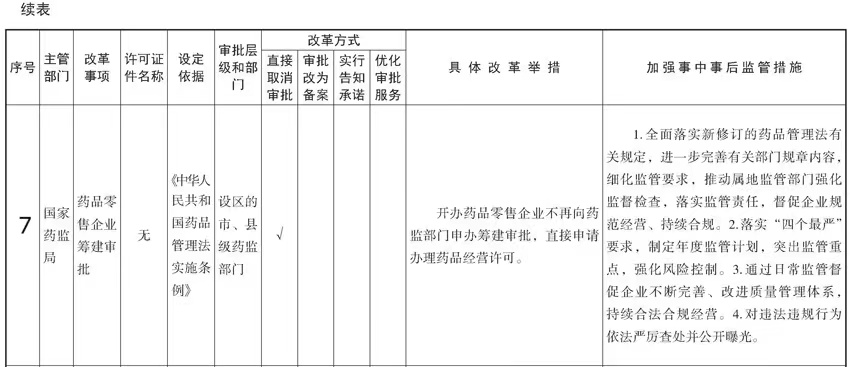 续表
序号
主管
部门
改革
事项
许可证
件名称
设定
依据
审批层
级和部
门
改革方式
直接
取消
审批
审批
改为
备案
实行
告知
承诺
优化
审批
服务
具体改革举措
加强事中事后监管措施
7
国家
药监
局
药品零
售企业
筹建审
批
无
《中华人
民共和
国药品
管理法
实施条
例》
设区的
市、县
级药监
部门
√
开办药品零售企业不再向药
监部门申办筹建审批，直接申请
办理药品经营许可。
1.全面落实新修订的药品管理法有
关规定，进一步完善有关部门规章内容，
细化监管要求，推动属地监管部门强化
监督检查，落实监管责任，督促企业规
范经营、持续合规。2.落实“四个最严”
要求，制定年度监管计划，突出监管重
点，强化风险控制。3.通过日常监管督
促企业不断完善、改进质量管理体系，
持续合法合规经营。4.对违法违规行为
依法严厉查处并公开曝光。